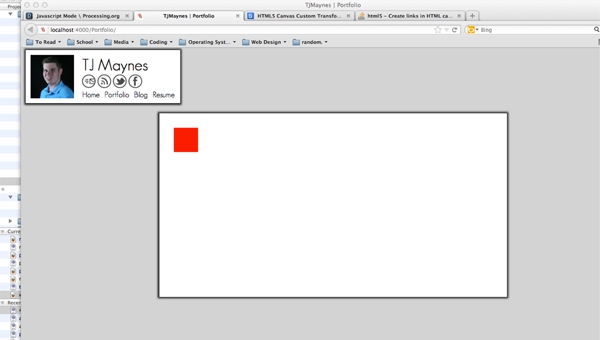 TJMaynes | Portfolio
Javascript Mode \ Processing.org
TJMaynes | Portfolio
HTML5 Canvas Custom Transfo...
html5 - Create links in HTML ca...
localhost:4000/Portfolio/
Bing
To Read
School
Media
Coding
Operating Syst...
Web Design
random.
TJ Maynes
Home Portfolio Blog Resume
Project
Curre
Recen